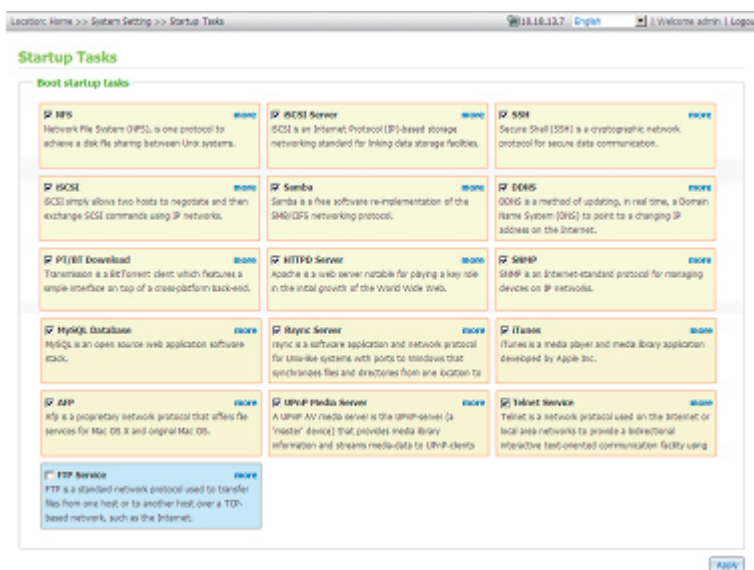 Location: Home >> System Setting >> Startup Tasks
10.10.13.7 English | Welcome admin | Logou
Startup Tasks
Boot startup tasks
NFS more
Network File System (NFS), is one protocol to
achieve a disk file sharing between Unix systems.
iSCSI Server more
iSCSI is an Internet Protocol (IP)-based storage
networking standard for linking data storage facilities.
SSH more
Secure Shell (SSH) is a cryptographic network
protocol for secure data communication.
iSCSI more
iSCSI simply allows two hosts to negotiate and then
exchange SCSI commands using IP networks.
Samba more
Samba is a free software re-implementation of the
SMB/CIFS networking protocol.
DDNS more
DDNS is a method of updating, in real time, a Domain
Name System (DNS) to point to a changing IP
address on the Internet.
PT/BT Download more
Transmission is a BitTorrent client which features a
simple interface on top of a cross-platform back-end.
HTTPD Server more
Apache is a web server notable for playing a key role
in the initial growth of the World Wide Web.
SNMP more
SNMP is an Internet-standard protocol for managing
devices on IP networks.
MySQL Database more
MySQL is an open source web application software
stack.
Rsync Server more
rsync is a software application and network protocol
for Unix-like systems with ports to Windows that
synchronizes files and directories from one location to
iTunes more
iTunes is a media player and media library application
developed by Apple Inc.
AFP more
Afp is a proprietary network protocol that offers file
services for Mac OS X and original Mac OS.
UPnP Media Server more
A UPnP AV media server is the UPnP-server (a
'master' device) that provides media library
information and streams media-data to UPnP-clients
Telnet Service more
Telnet is a network protocol used on the Internet or
local area networks to provide a bidirectional
interactive text-oriented communication facility using
FTP Service more
FTP is a standard network protocol used to transfer
files from one host or to another host over a TCP-
based network, such as the Internet.
Apply